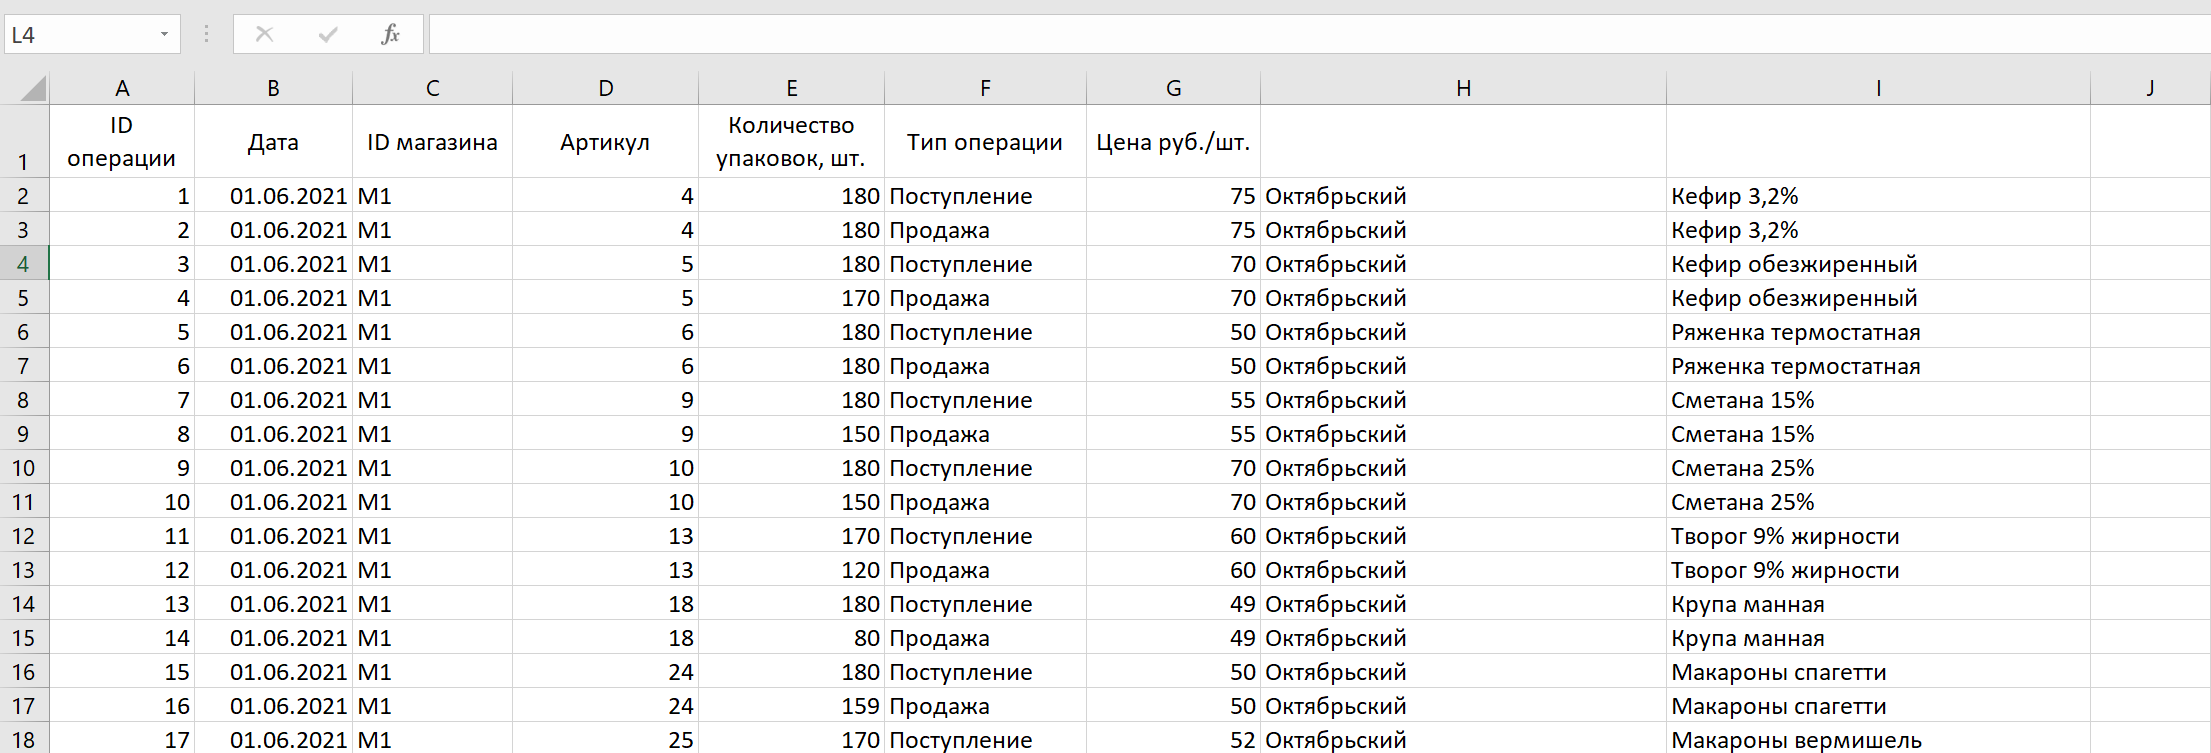 L4 fx
A B C D E F G H I J
1 ID операции Дата ID магазина Артикул Количество упаковок, шт. Тип операции Цена руб./шт.
2 1 01.06.2021 M1 4 180 Поступление 75 Октябрьский Кефир 3,2%
3 2 01.06.2021 M1 4 180 Продажа 75 Октябрьский Кефир 3,2%
4 3 01.06.2021 M1 5 180 Поступление 70 Октябрьский Кефир обезжиренный
5 4 01.06.2021 M1 5 170 Продажа 70 Октябрьский Кефир обезжиренный
6 5 01.06.2021 M1 6 180 Поступление 50 Октябрьский Ряженка термостатная
7 6 01.06.2021 M1 6 180 Продажа 50 Октябрьский Ряженка термостатная
8 7 01.06.2021 M1 9 180 Поступление 55 Октябрьский Сметана 15%
9 8 01.06.2021 M1 9 150 Продажа 55 Октябрьский Сметана 15%
10 9 01.06.2021 M1 10 180 Поступление 70 Октябрьский Сметана 25%
11 10 01.06.2021 M1 10 150 Продажа 70 Октябрьский Сметана 25%
12 11 01.06.2021 M1 13 170 Поступление 60 Октябрьский Творог 9% жирности
13 12 01.06.2021 M1 13 120 Продажа 60 Октябрьский Творог 9% жирности
14 13 01.06.2021 M1 18 180 Поступление 49 Октябрьский Крупа манная
15 14 01.06.2021 M1 18 80 Продажа 49 Октябрьский Крупа манная
16 15 01.06.2021 M1 24 180 Поступление 50 Октябрьский Макароны спагетти
17 16 01.06.2021 M1 24 159 Продажа 50 Октябрьский Макароны спагетти
18 17 01.06.2021 M1 25 170 Поступление 52 Октябрьский Макароны вермишель